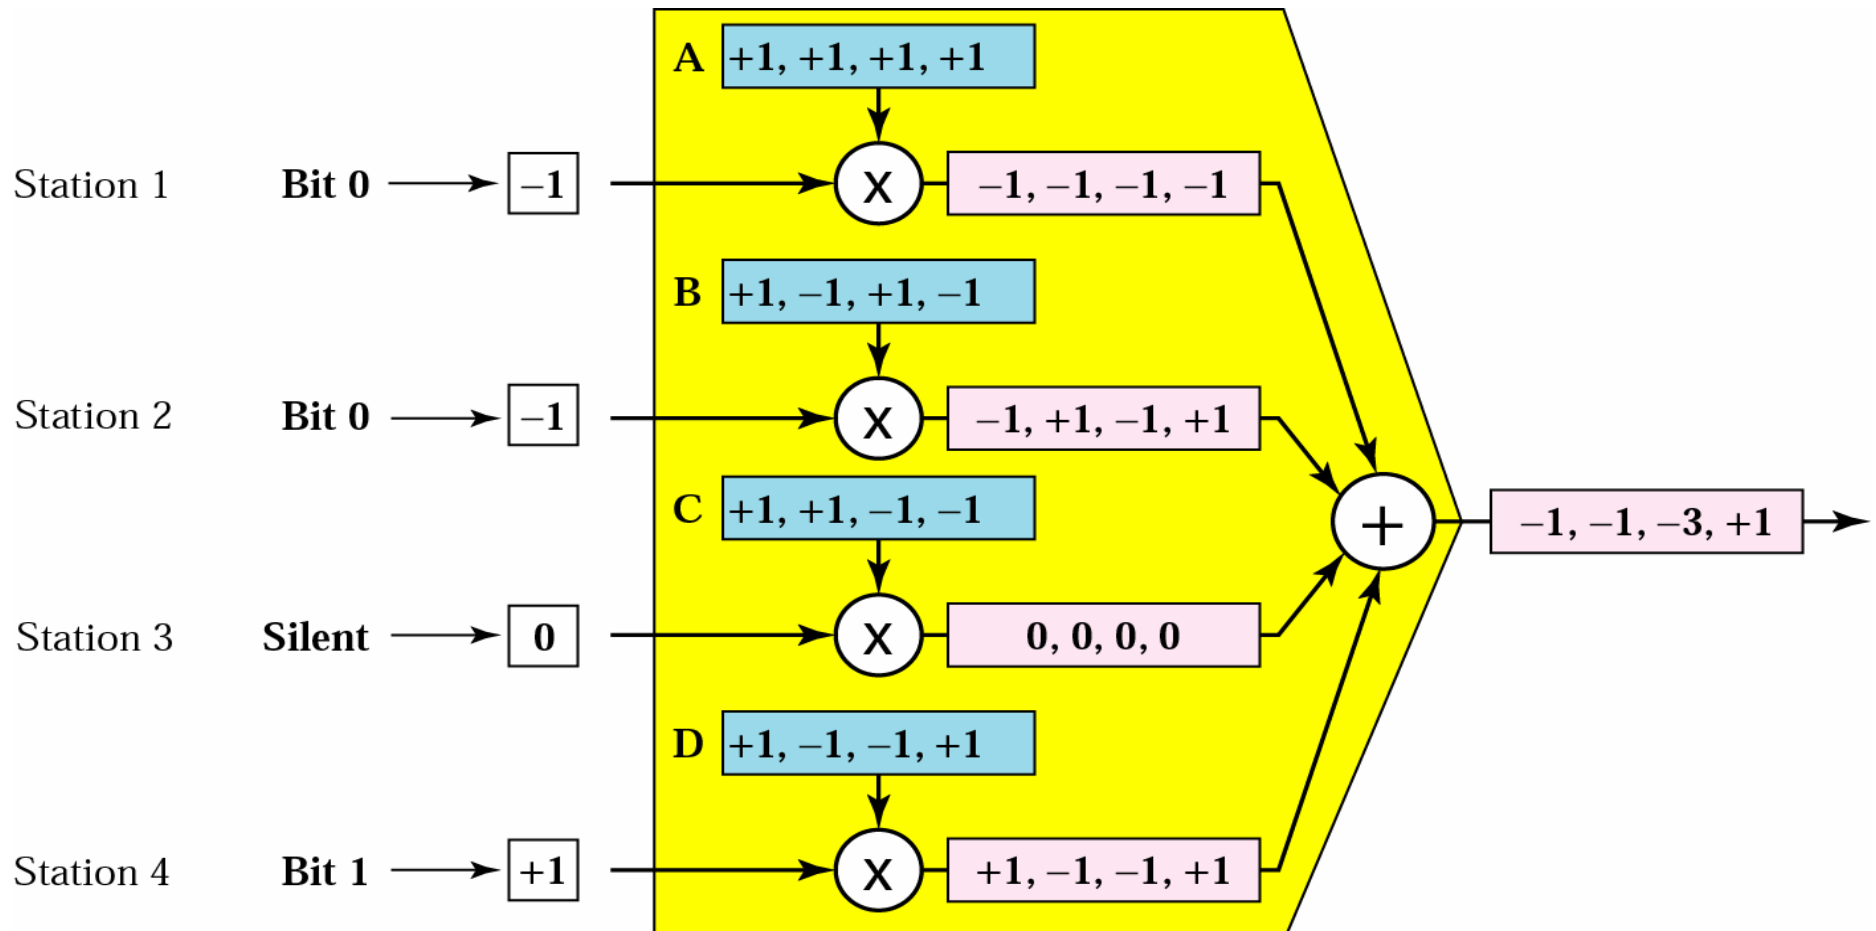 A +1, +1, +1, +1
Station 1 Bit 0 –1 X –1, –1, –1, –1
B +1, –1, +1, –1
Station 2 Bit 0 –1 X –1, +1, –1, +1
C +1, +1, –1, –1
+ –1, –1, –3, +1
Station 3 Silent 0 X 0, 0, 0, 0
D +1, –1, –1, +1
Station 4 Bit 1 +1 X +1, –1, –1, +1